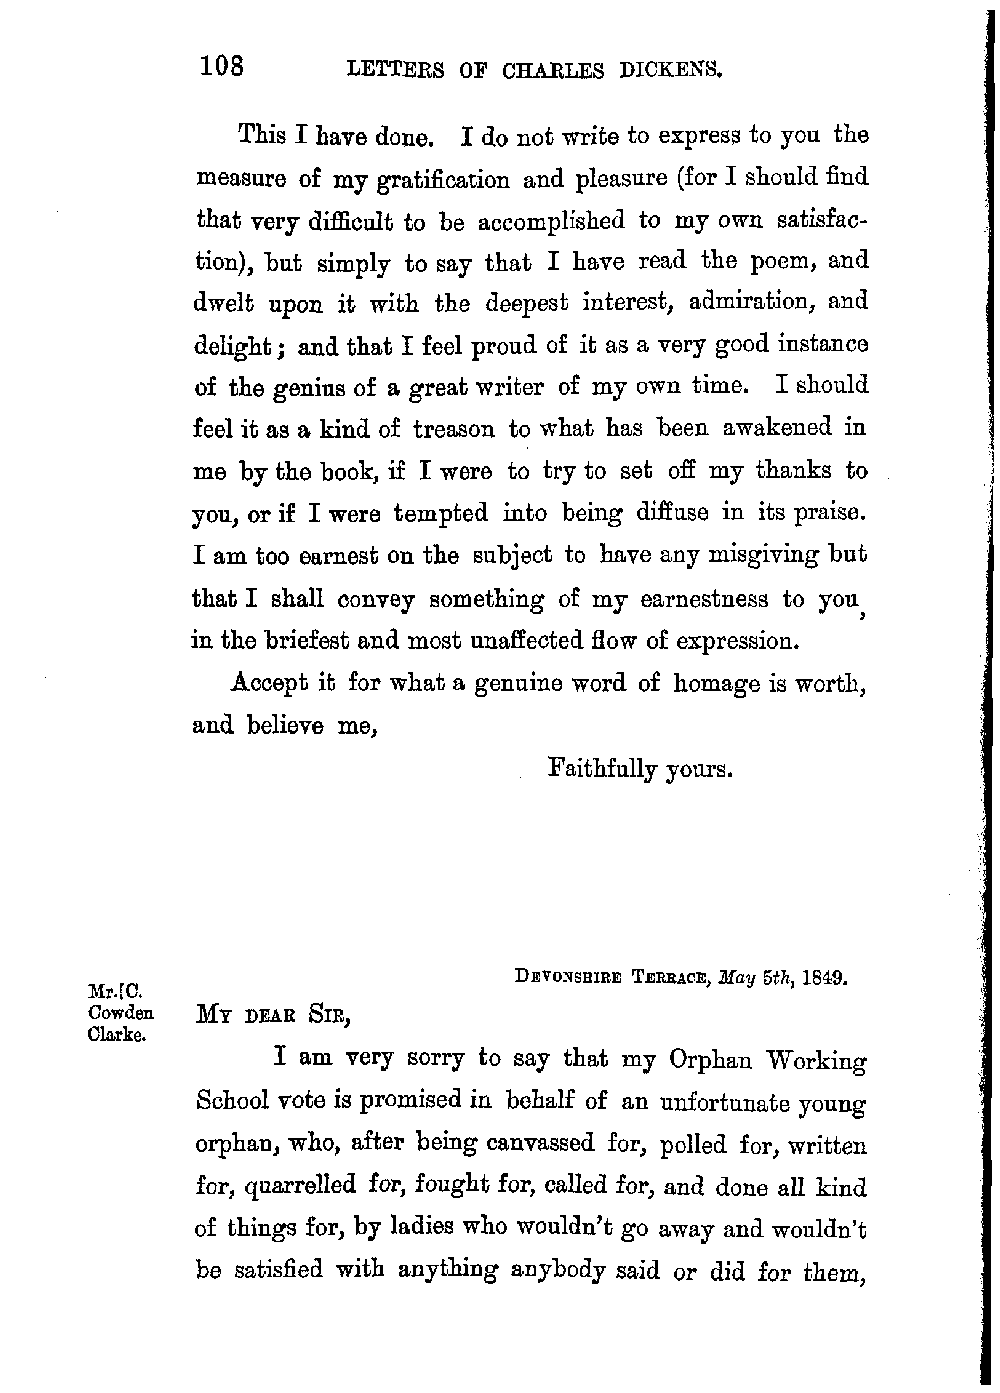 108 LETTERS OF CHARLES DICKENS.
This I have done. I do not write to express to you the
measure of my gratification and pleasure (for I should find
that very difficult to be accomplished to my own satisfac-
tion), but simply to say that I have read the poem, and
dwelt upon it with the deepest interest, admiration, and
delight; and that I feel proud of it as a very good instance
of the genius of a great writer of my own time. I should
feel it as a kind of treason to what has been awakened in
me by the book, if I were to try to set off my thanks to
you, or if I were tempted into being diffuse in its praise.
I am too earnest on the subject to have any misgiving but
that I shall convey something of my earnestness to you,
in the briefest and most unaffected flow of expression.
Accept it for what a genuine word of homage is worth,
and believe me,
Faithfully yours.
DEVONSHIRE TERRACE, May 5th, 1849.
Mr.[C.
Cowden
Clarke.
MY DEAR SIR,
I am very sorry to say that my Orphan Working
School vote is promised in behalf of an unfortunate young
orphan, who, after being canvassed for, polled for, written
for, quarrelled for, fought for, called for, and done all kind
of things for, by ladies who wouldn't go away and wouldn't
be satisfied with anything anybody said or did for them,